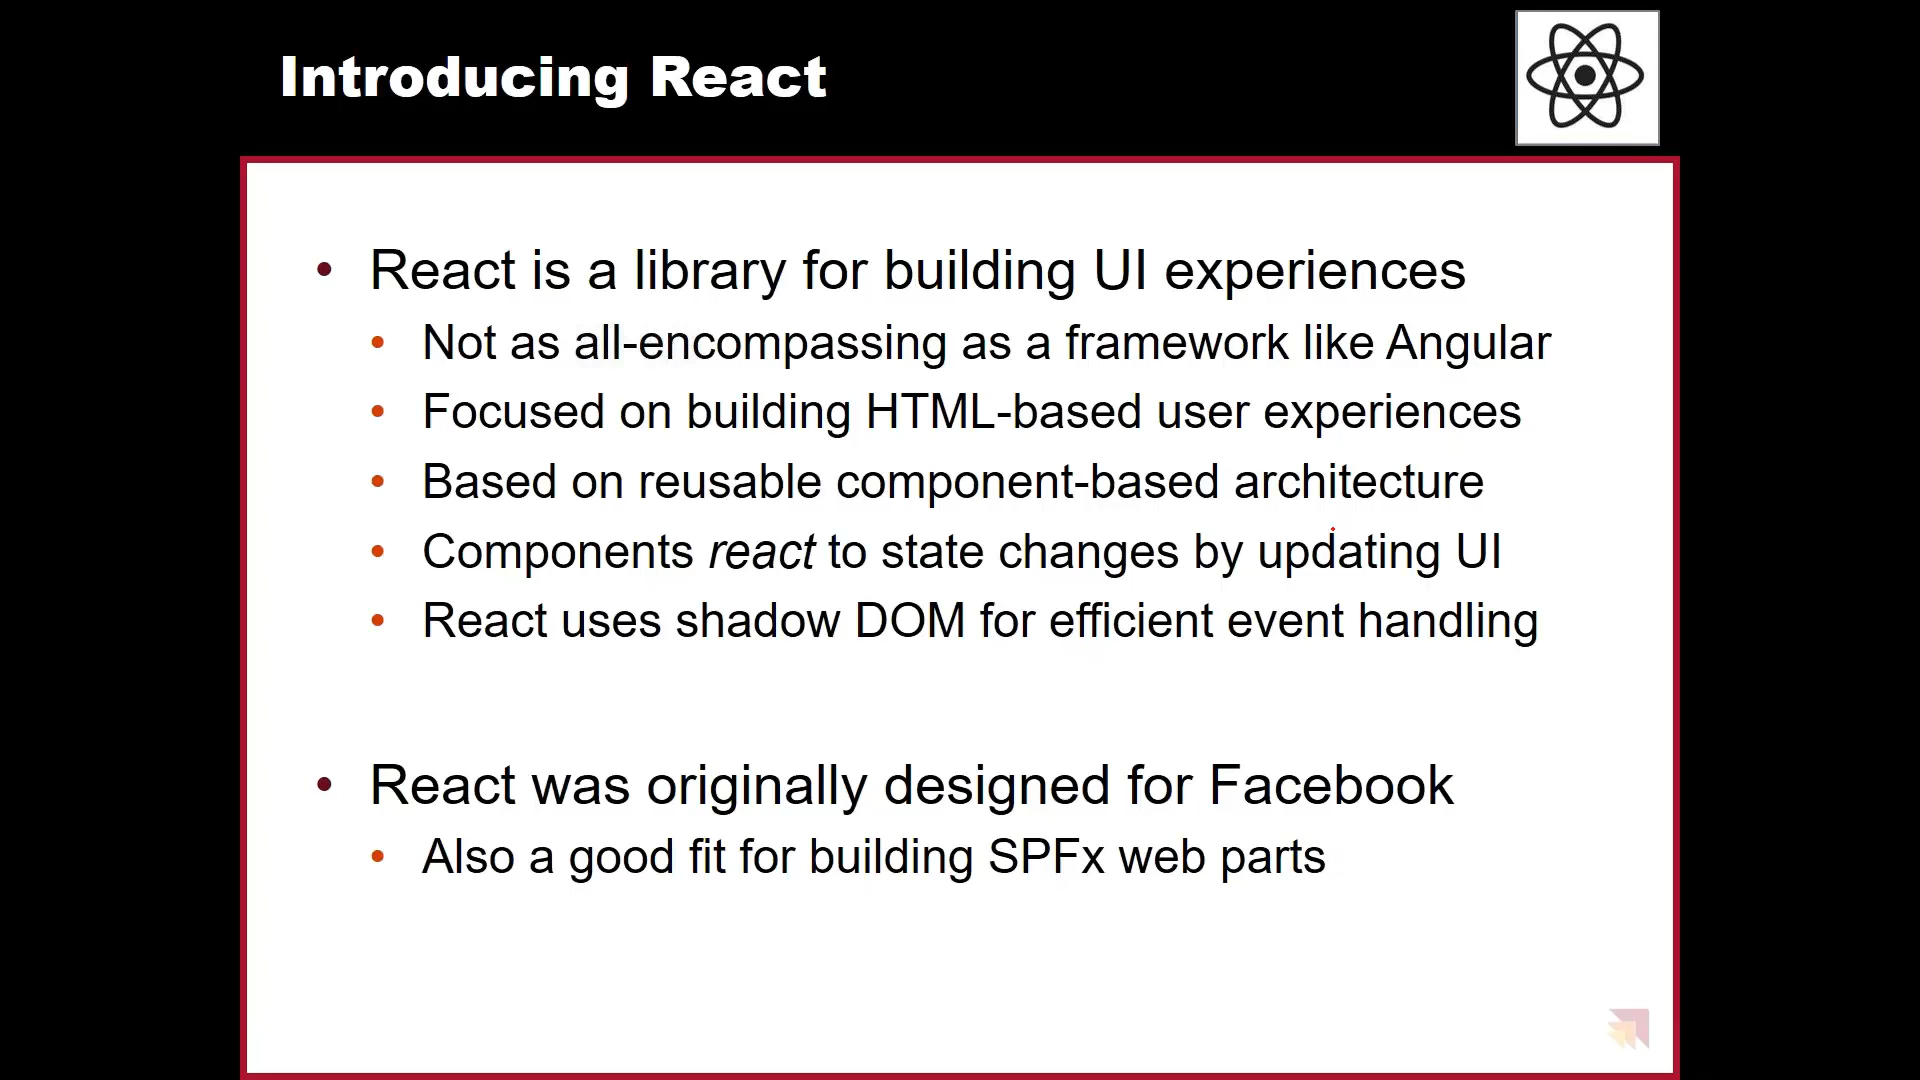 Introducing React
• React is a library for building UI experiences
• Not as all-encompassing as a framework like Angular
• Focused on building HTML-based user experiences
• Based on reusable component-based architecture
• Components react to state changes by updating UI
• React uses shadow DOM for efficient event handling
• React was originally designed for Facebook
• Also a good fit for building SPFx web parts